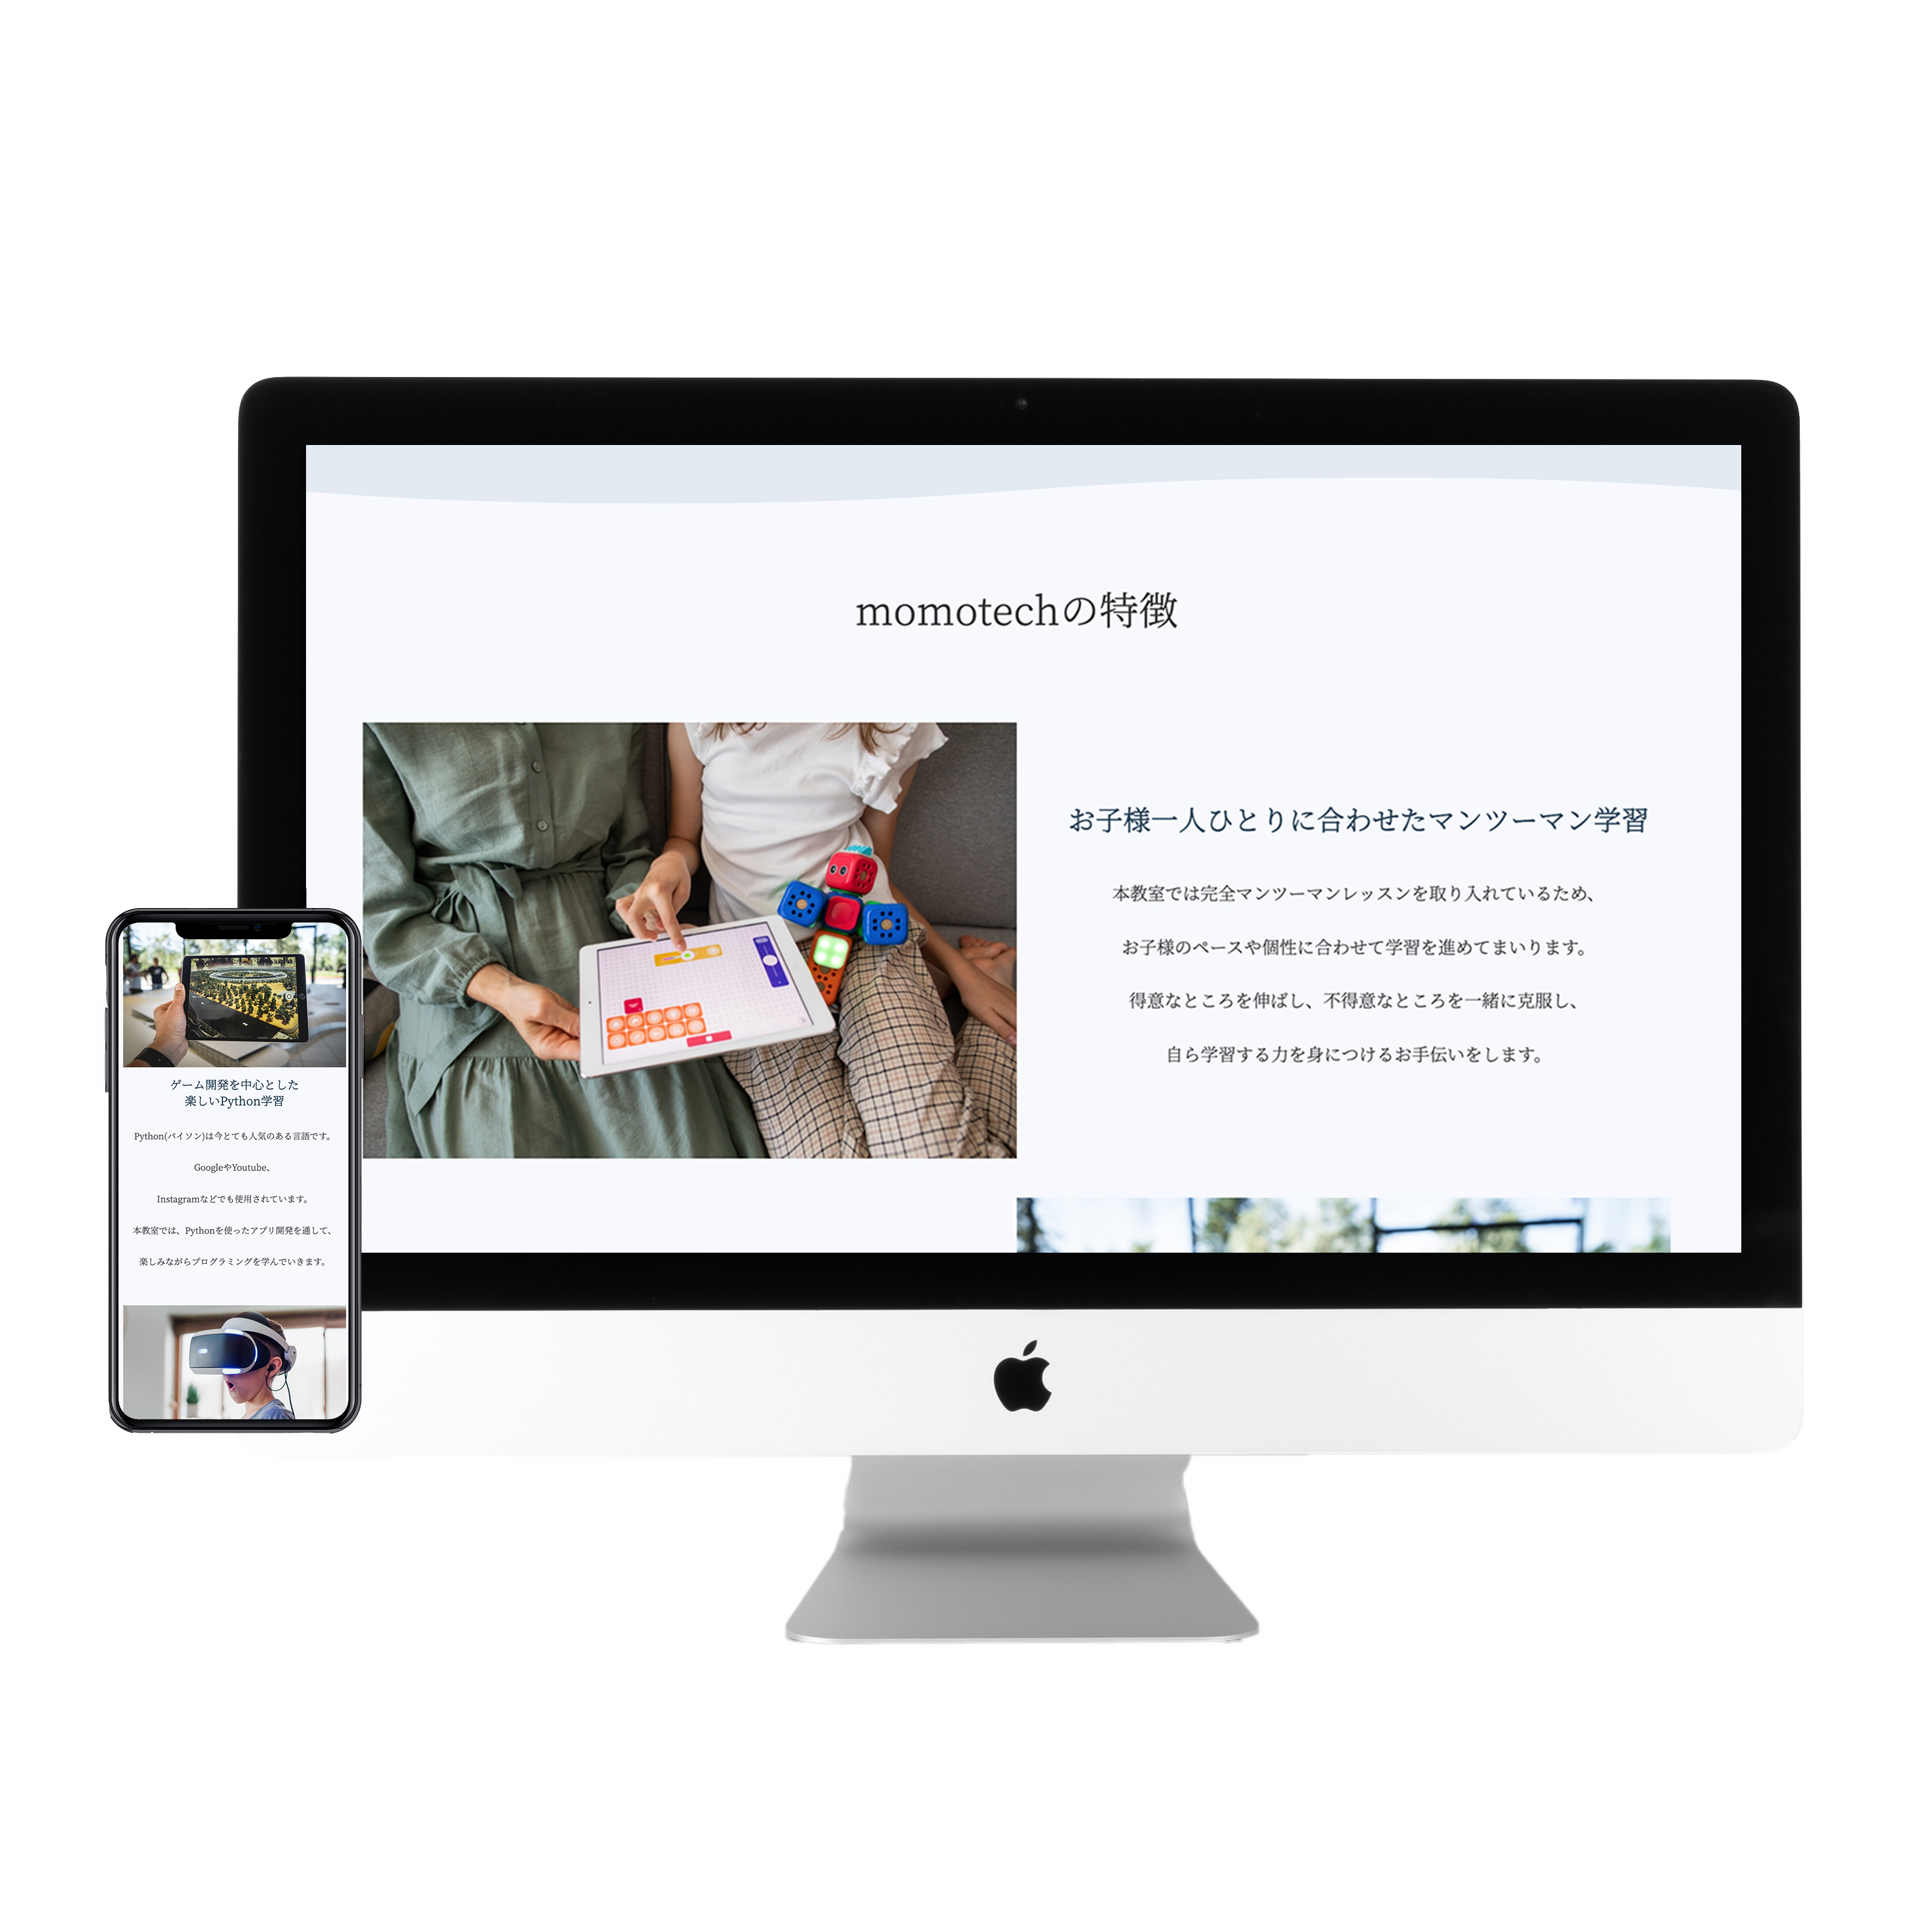 momotechの特徴
お子様一人ひとりに合わせたマンツーマン学習
本教室では完全マンツーマンレッスンを取り入れているため、
お子様のペースや個性に合わせて学習を進めてまいります。
得意なところを伸ばし、不得意なところを一緒に克服し、
自ら学習する力を身につけるお手伝いをします。
ゲーム開発を中心とした
楽しいPython学習
Python(パイソン)は今とても人気のある言語です。
GoogleやYoutube、
Instagramなどでも使用されています。
本教室では、Pythonを使ったアプリ開発を通して、
楽しみながらプログラミングを学んでいきます。